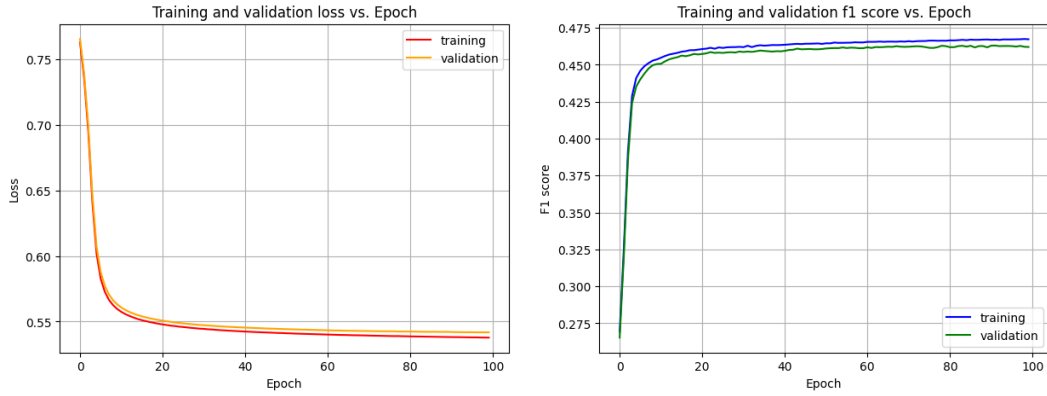 Training and validation loss vs. Epoch
0.75
0.70
0.65
0.60
0.55
Loss
0
20
40
60
80
100
Epoch
training
validation
Training and validation f1 score vs. Epoch
0.475
0.450
0.425
0.400
0.375
0.350
0.325
0.300
0.275
F1 score
0
20
40
60
80
100
Epoch
training
validation